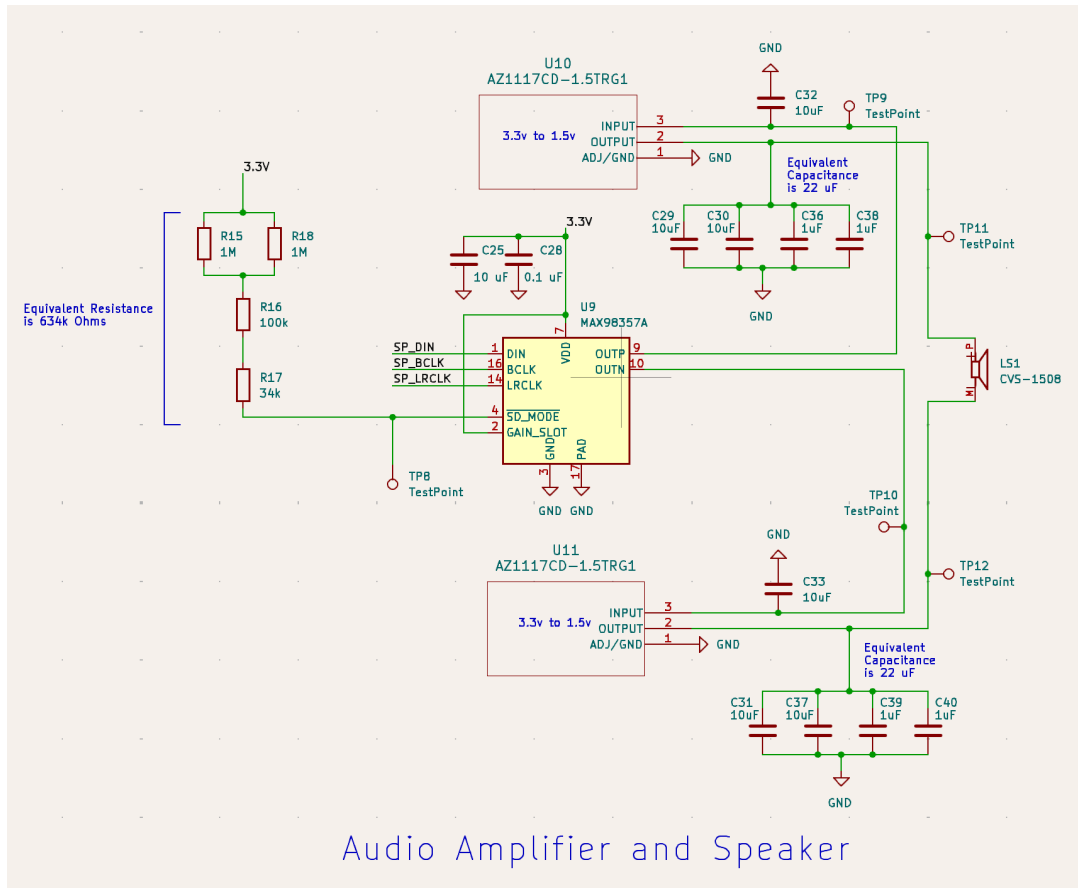 GND
U10
AZ1117CD-1.5TRG1
C32
10uF
TP9
TestPoint
3.3v to 1.5v
INPUT
3
OUTPUT
2
ADJ/GND
1
GND
Equivalent
Capacitance
is 22 uF
3.3V
C29
10uF
C30
10uF
C36
1uF
C38
1uF
TP11
TestPoint
GND
R15
1M
R18
1M
3.3V
C25
10 uF
C28
0.1 uF
Equivalent Resistance
is 634k Ohms
R16
100k
R17
34k
U9
MAX98357A
7
VDD
SP_DIN
1
DIN
SP_BCLK
16
BCLK
SP_LRCLK
14
LRCLK
4
SD_MODE
2
GAIN_SLOT
OUTP
9
OUTN
10
GND
3
PAD
17
GND
GND
P
+
LS1
CVS-1508
M
TP8
TestPoint
TP10
TestPoint
GND
U11
AZ1117CD-1.5TRG1
C33
10uF
TP12
TestPoint
3.3v to 1.5v
INPUT
3
OUTPUT
2
ADJ/GND
1
GND
Equivalent
Capacitance
is 22 uF
C31
10uF
C37
10uF
C39
1uF
C40
1uF
GND
Audio Amplifier and Speaker